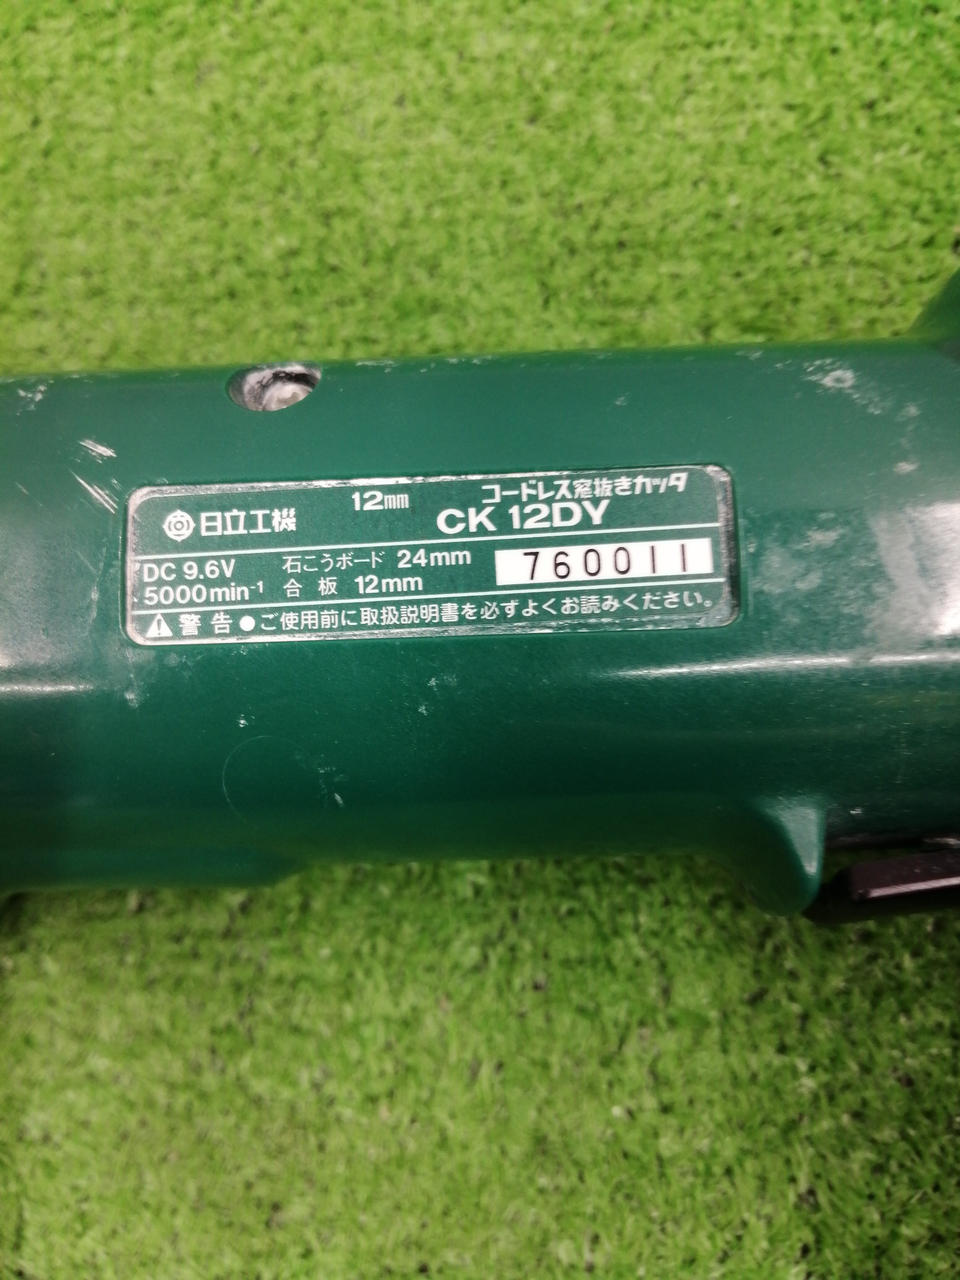 日立工機 12mm コードレス窓抜きカッタ
CK 12DY
DC 9.6V 石こうボード 24mm 760011
5000min⁻¹ 合板 12mm
警告 ●ご使用前に取扱説明書を必ずよくお読みください。